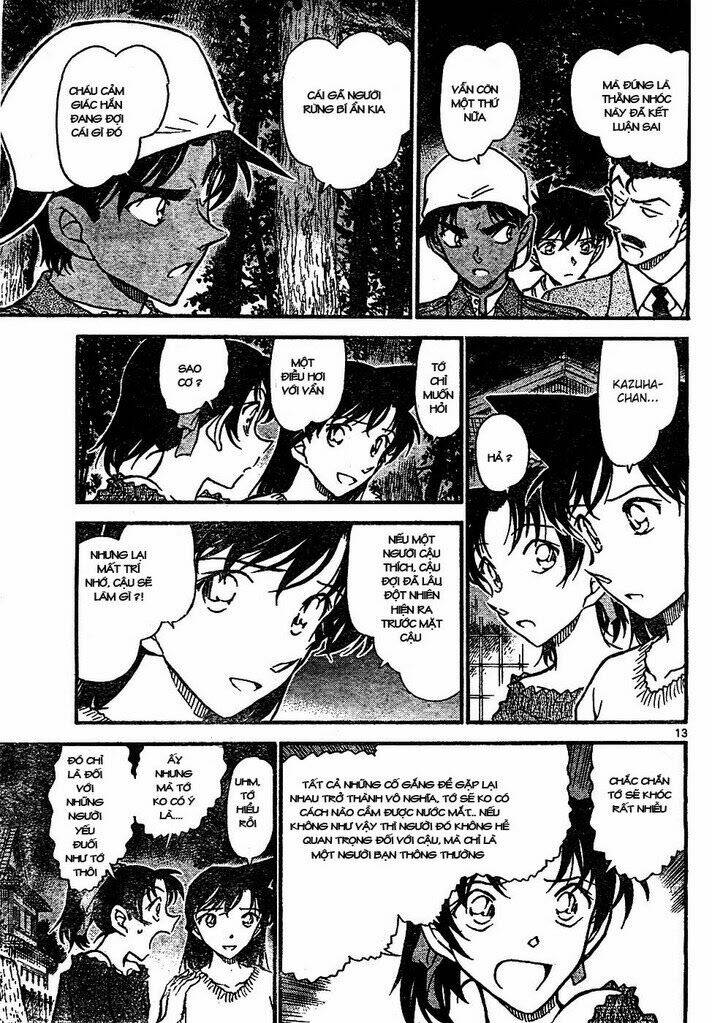 MÀ ĐÚNG LÀ
THẰNG NHÓC
NÀY ĐÃ KẾT
LUẬN SAI
VẪN CÒN
MỘT THỨ
NỮA
CÁI GÃ NGƯỜI
RỪNG BÍ ẨN KIA
CHÁU CẢM
GIÁC HẮN
ĐANG ĐỢI
CÁI GÌ ĐÓ
KAZUHA-
CHAN...
HẢ ?
TỚ
CHỈ
MUỐN
HỎI
MỘT
ĐIỀU HƠI
VỚI VẨN
SAO
CƠ ?
NẾU MỘT
NGƯỜI CẬU
THÍCH, CẬU
ĐỢI ĐÃ LÂU,
ĐỘT NHIÊN
HIỆN RA
TRƯỚC MẶT
CẬU
NHƯNG LẠI
MẤT TRÍ
NHỚ, CẬU SẼ
LÀM GÌ ?!
13
CHẮC CHẮN
TỚ SẼ KHÓC
RẤT NHIỀU
TẤT CẢ NHỮNG CỐ GẮNG ĐỂ GẶP LẠI
NHAU TRỞ THÀNH VÔ NGHĨA, TỚ SẼ KO CÓ
CÁCH NÀO CẦM ĐƯỢC NƯỚC MẮT.. NẾU
KHÔNG NHƯ VẬY THÌ NGƯỜI ĐÓ KHÔNG HỀ
QUAN TRỌNG ĐỐI VỚI CẬU, MÀ CHỈ LÀ
MỘT NGƯỜI BẠN THÔNG THƯỜNG
UHM,
TỚ
HIỂU
RỒI
ẤY
NHƯNG
MÀ TỚ
KO CÓ Ý
LÀ....
ĐÓ CHỈ
LÀ ĐỐI
VỚI
NHỮNG
NGƯỜI
YẾU
ĐUỐI
NHƯ TỚ
THÔI